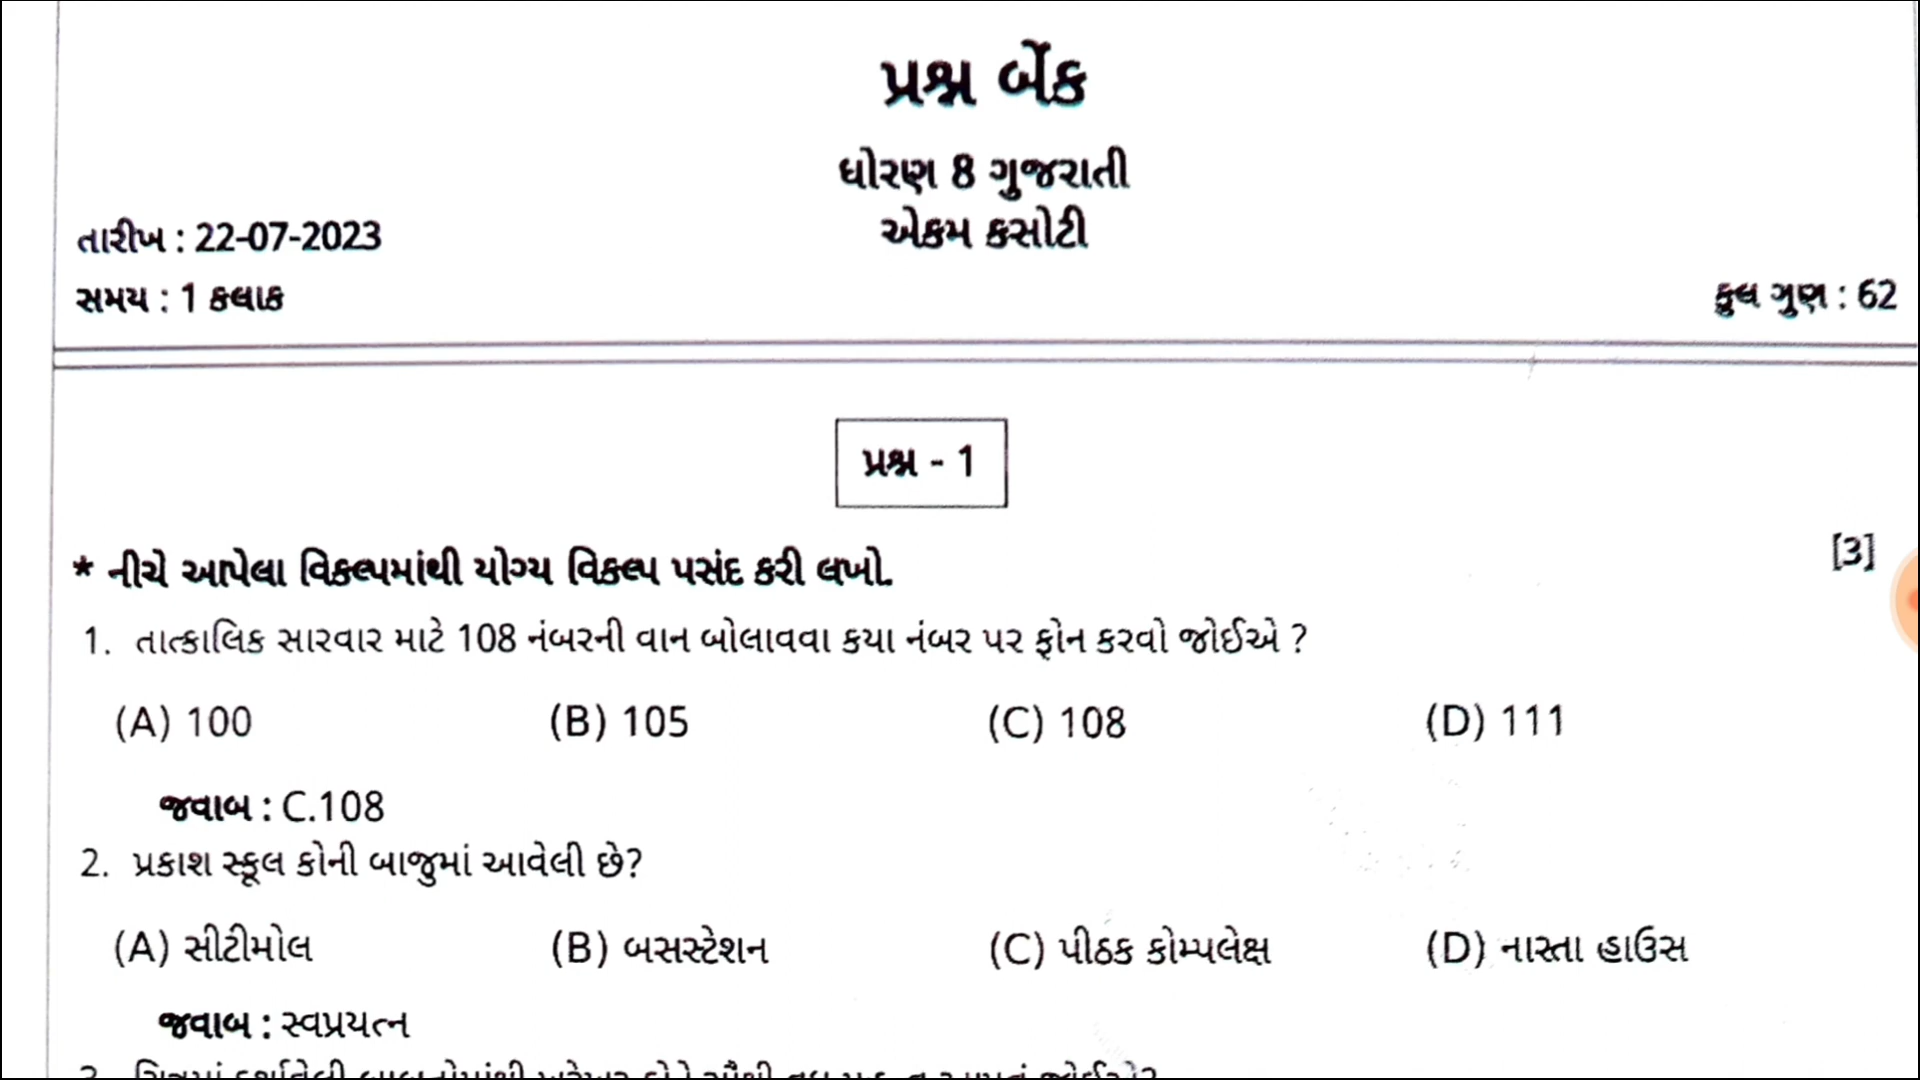 પ્રશ્ન બેંક
ધોરણ 8 ગુજરાતી
તારીખ : 22-07-2023
એકમ કસોટી
સમય : 1 કલાક
કુલ ગુણ : 62
પ્રશ્ન - 1
* નીચે આપેલા વિકલ્પમાંથી યોગ્ય વિકલ્પ પસંદ કરી લખો. [3]
1. તાત્કાલિક સારવાર માટે 108 નંબરની વાન બોલાવવા કયા નંબર પર ફોન કરવો જોઈએ ?
(A) 100 (B) 105 (C) 108 (D) 111
જવાબ : C.108
2. પ્રકાશ સ્કૂલ કોની બાજુમાં આવેલી છે?
(A) સીટીમોલ (B) બસસ્ટેશન (C) પીઠક કોમ્પલેક્ષ (D) નાસ્તા હાઉસ
જવાબ : સ્વપ્રયત્ન